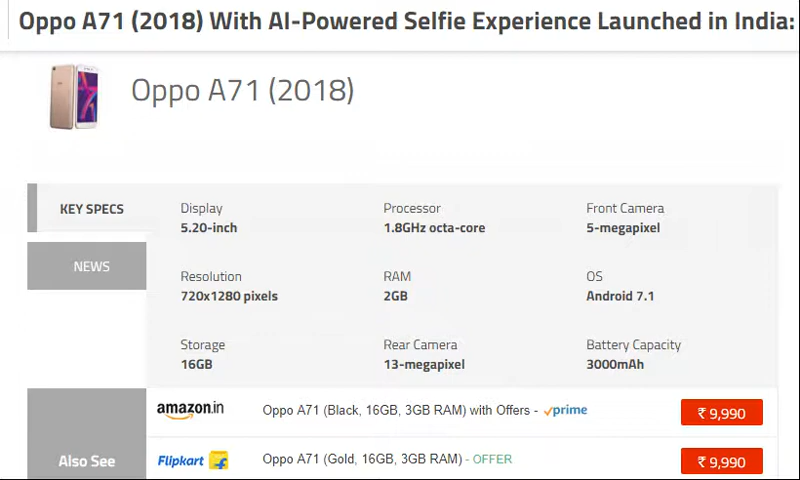 Oppo A71 (2018) With AI-Powered Selfie Experience Launched in India:
Oppo A71 (2018)
KEY SPECS
NEWS
Display
5.20-inch
Processor
1.8GHz octa-core
Front Camera
5-megapixel
Resolution
720x1280 pixels
RAM
2GB
OS
Android 7.1
Storage
16GB
Rear Camera
13-megapixel
Battery Capacity
3000mAh
Also See
amazon.in
Oppo A71 (Black, 16GB, 3GB RAM) with Offers - prime
₹ 9,990
Flipkart
Oppo A71 (Gold, 16GB, 3GB RAM) - OFFER
₹ 9,990